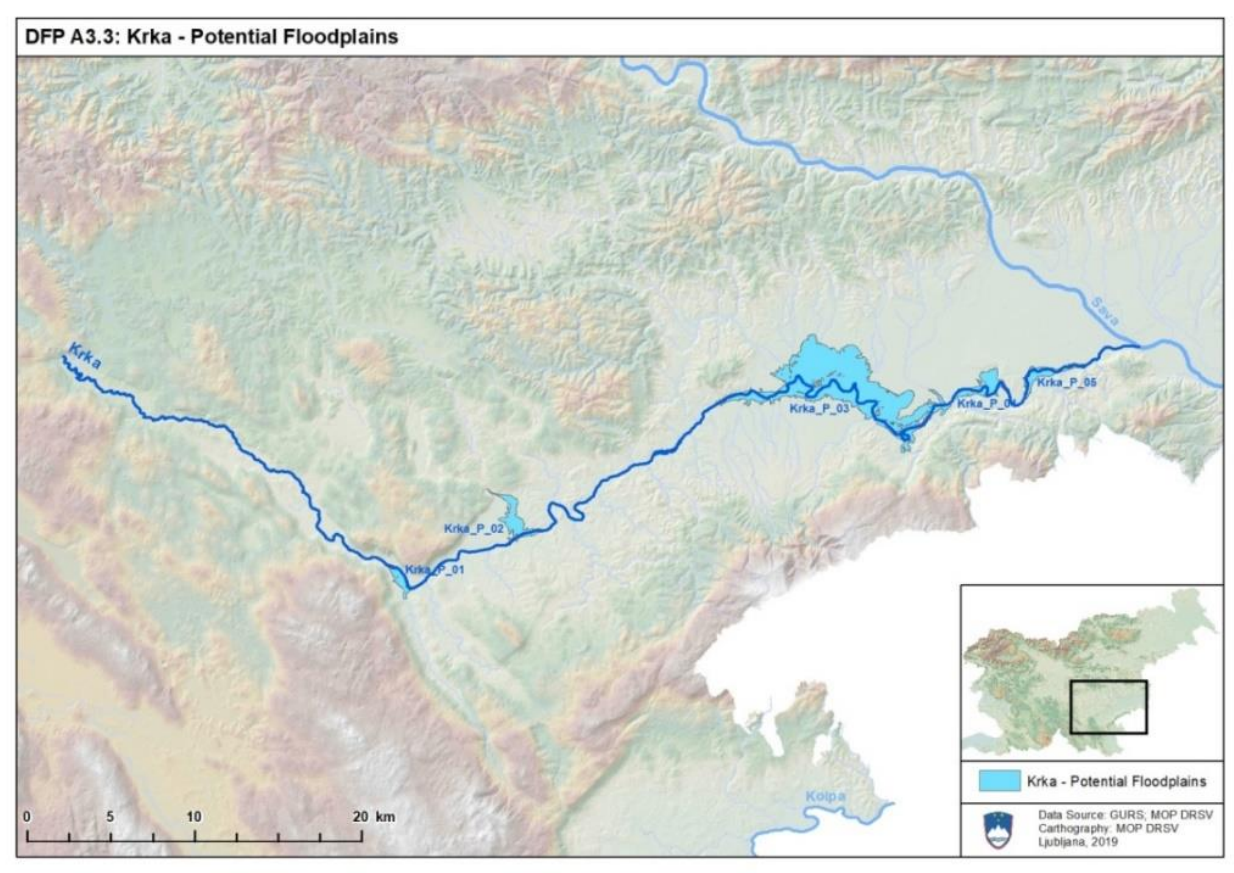 DFP A3.3: Krka - Potential Floodplains
Sava
Krka
Krka_P_05
Krka_P_04
Krka_P_03
Krka_P_02
Krka_P_01
Kolpa
0 5 10 20 km
Krka - Potential Floodplains
Data Source: GURS; MOP DRSV
Carthography: MOP DRSV
Ljubljana, 2019